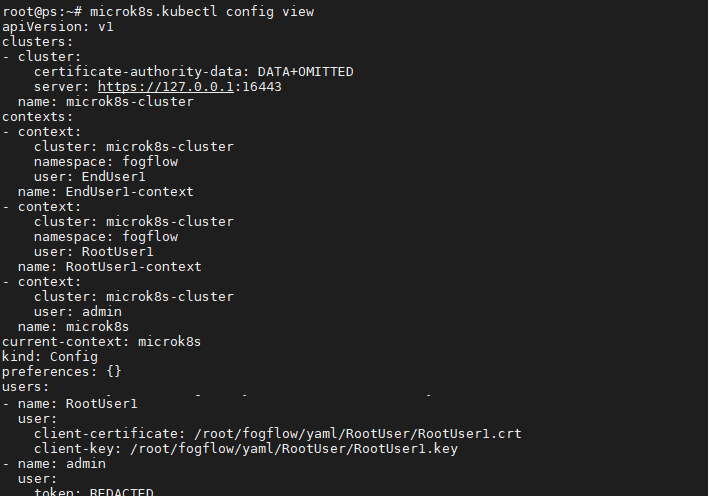 root@ps:~# microk8s.kubectl config view
apiVersion: v1
clusters:
- cluster:
    certificate-authority-data: DATA+OMITTED
    server: https://127.0.0.1:16443
  name: microk8s-cluster
contexts:
- context:
    cluster: microk8s-cluster
    namespace: fogflow
    user: EndUser1
  name: EndUser1-context
- context:
    cluster: microk8s-cluster
    namespace: fogflow
    user: RootUser1
  name: RootUser1-context
- context:
    cluster: microk8s-cluster
    user: admin
  name: microk8s
current-context: microk8s
kind: Config
preferences: {}
users:
- name: RootUser1
  user:
    client-certificate: /root/fogflow/yaml/RootUser/RootUser1.crt
    client-key: /root/fogflow/yaml/RootUser/RootUser1.key
- name: admin
  user:
    token: REDACTED